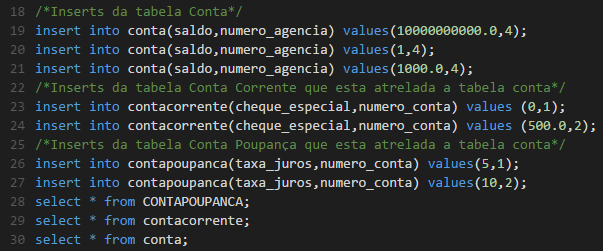 18 /*Inserts da tabela Conta*/
19 insert into conta(saldo,numero_agencia) values(10000000000.0,4);
20 insert into conta(saldo,numero_agencia) values(1,4);
21 insert into conta(saldo,numero_agencia) values(1000.0,4);
22 /*Inserts da tabela Conta Corrente que esta atrelada a tabela conta*/
23 insert into contacorrente(cheque_especial,numero_conta) values (0,1);
24 insert into contacorrente(cheque_especial,numero_conta) values (500.0,2);
25 /*Inserts da tabela Conta Poupança que esta atrelada a tabela conta*/
26 insert into contapoupanca(taxa_juros,numero_conta) values(5,1);
27 insert into contapoupanca(taxa_juros,numero_conta) values(10,2);
28 select * from CONTAPOUPANCA;
29 select * from contacorrente;
30 select * from conta;